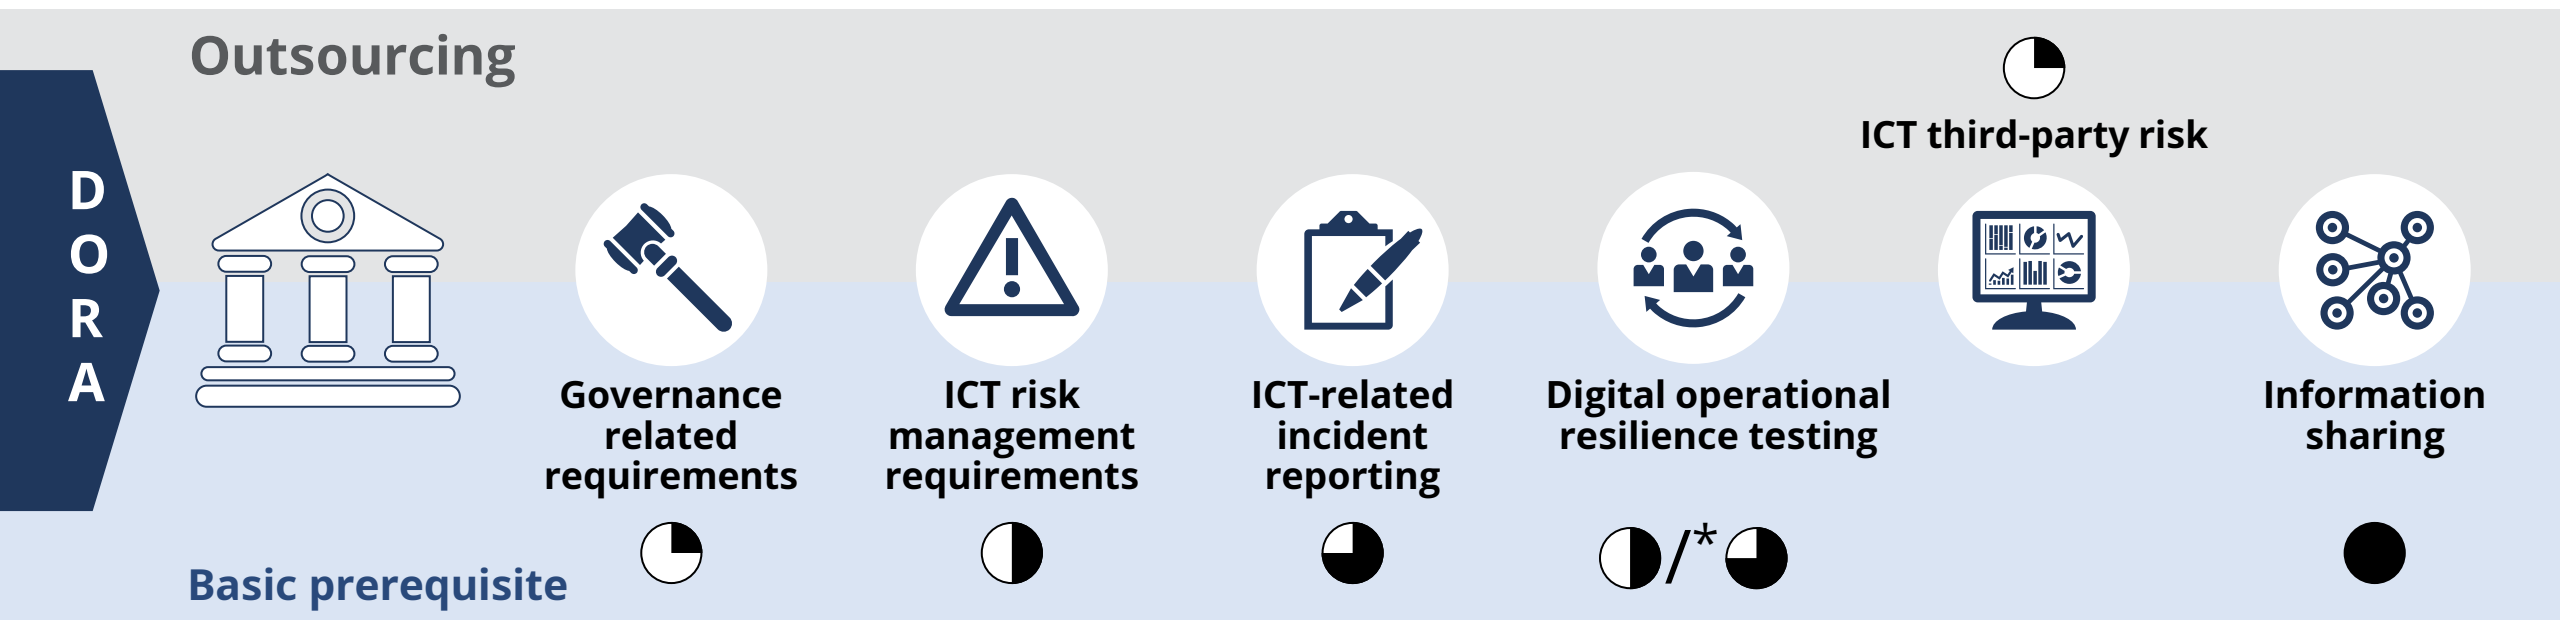 Outsourcing
ICT third-party risk
D
O
R
A
Governance
related
requirements
ICT risk
management
requirements
ICT-related
incident
reporting
Digital operational
resilience testing
Information
sharing
/*
Basic prerequisite